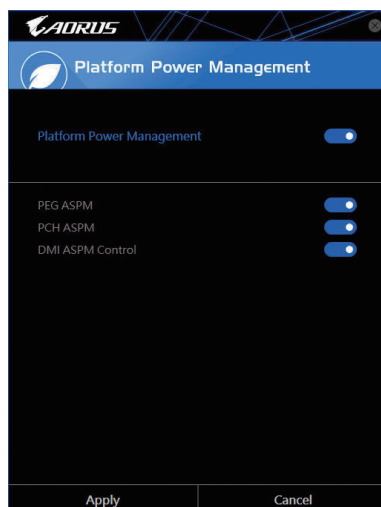 AORUS
Platform Power Management
Platform Power Management
PEG ASPM
PCH ASPM
DMI ASPM Control
Apply Cancel